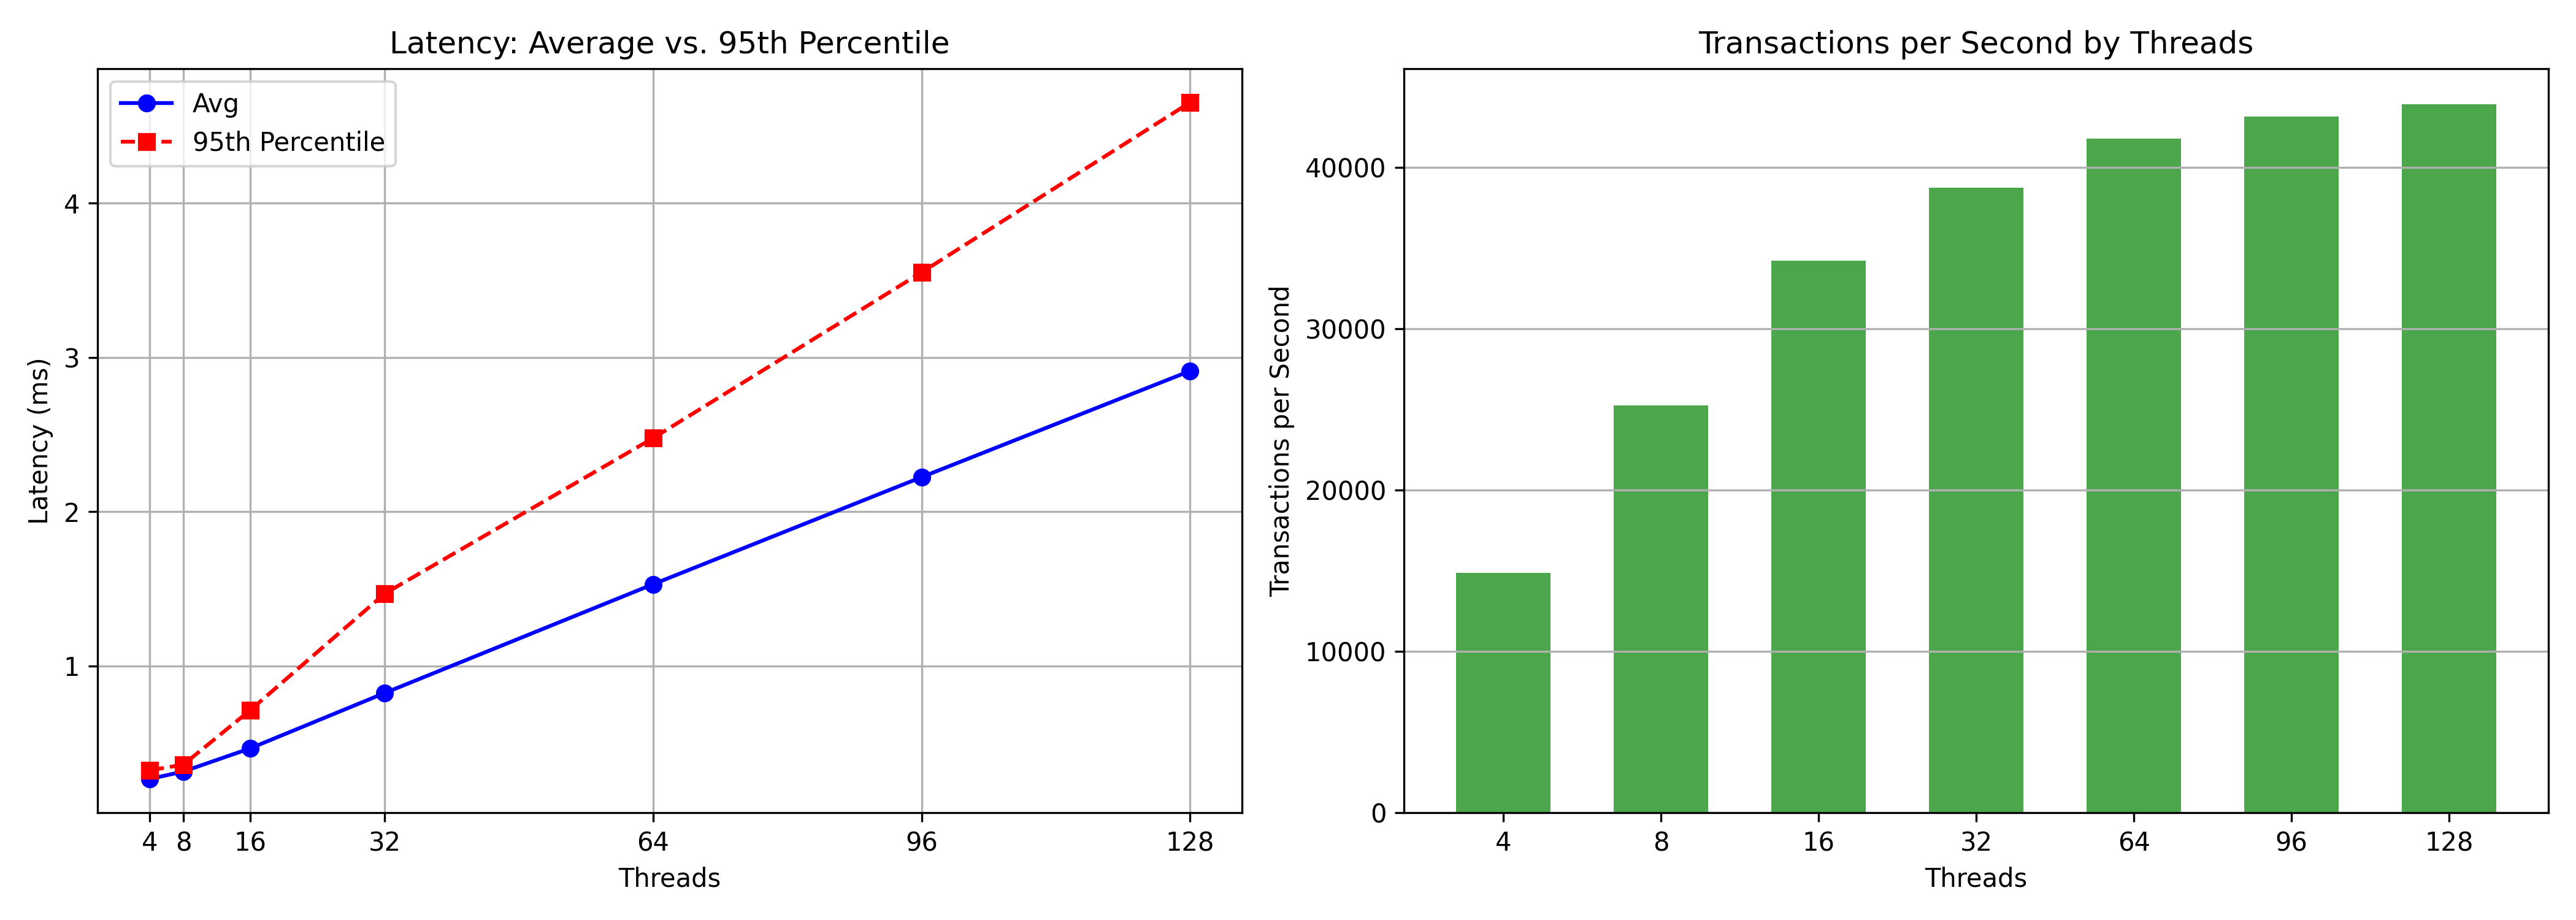 Latency: Average vs. 95th Percentile
Avg
95th Percentile
Latency (ms)
4
3
2
1
4 8 16 32 64 96 128
Threads
Transactions per Second by Threads
Transactions per Second
40000
30000
20000
10000
0
4 8 16 32 64 96 128
Threads